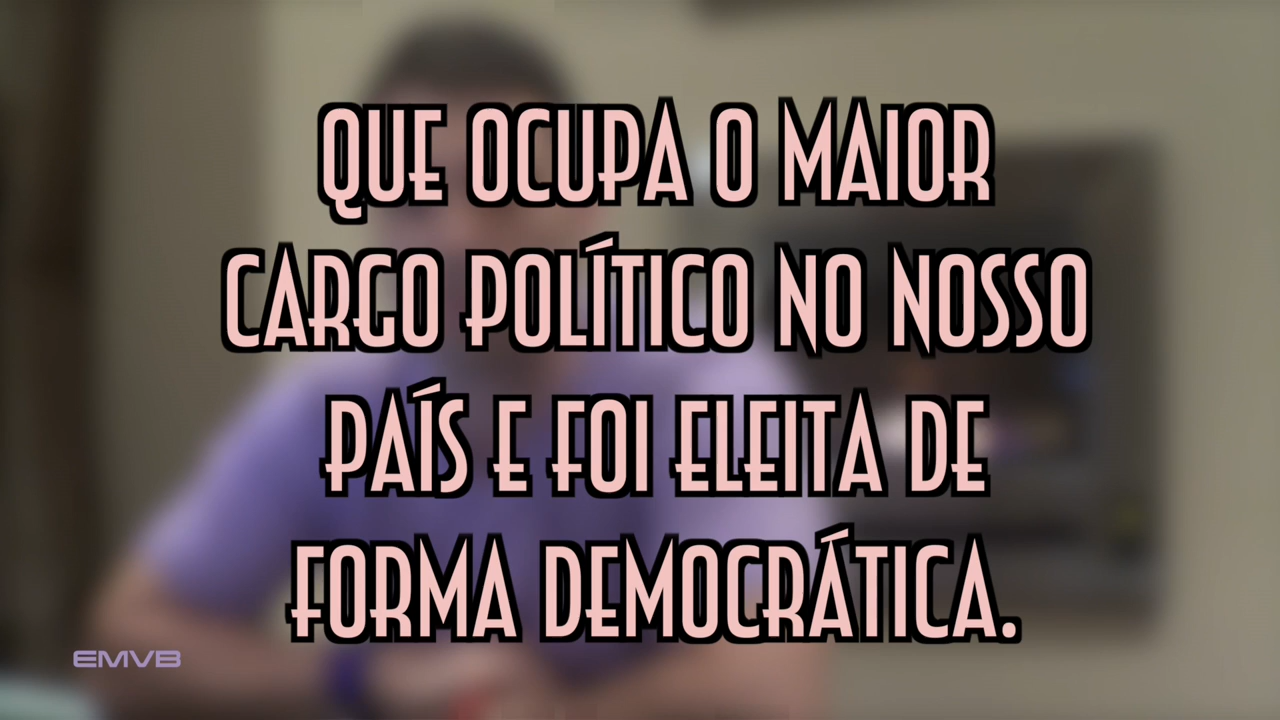 QUE OCUPA O MAIOR
CARGO POLÍTICO NO NOSSO
PAÍS E FOI ELEITA DE
FORMA DEMOCRÁTICA.
EMVB